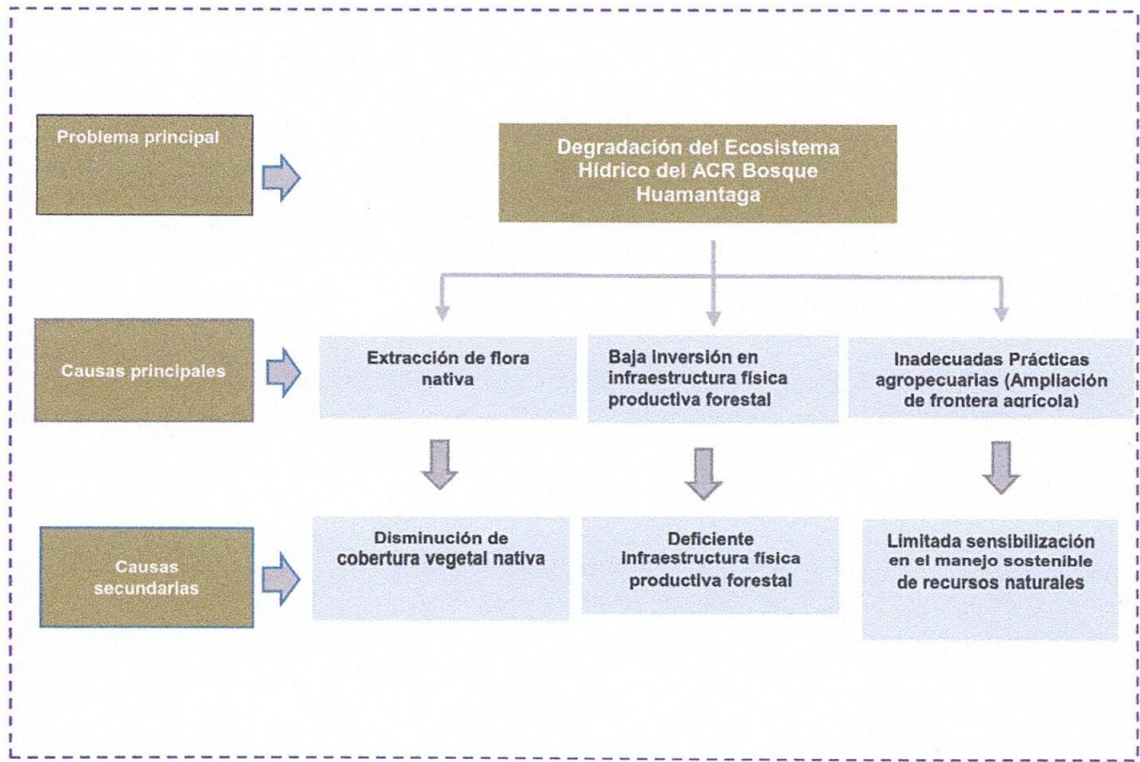 Problema principal
Degradación del Ecosistema
Hídrico del ACR Bosque
Huamantaga
Causas principales
Extracción de flora
nativa
Baja inversión en
infraestructura física
productiva forestal
Inadecuadas Prácticas
agropecuarias (Ampliación
de frontera agrícola)
Causas
secundarias
Disminución de
cobertura vegetal nativa
Deficiente
infraestructura física
productiva forestal
Limitada sensibilización
en el manejo sostenible
de recursos naturales